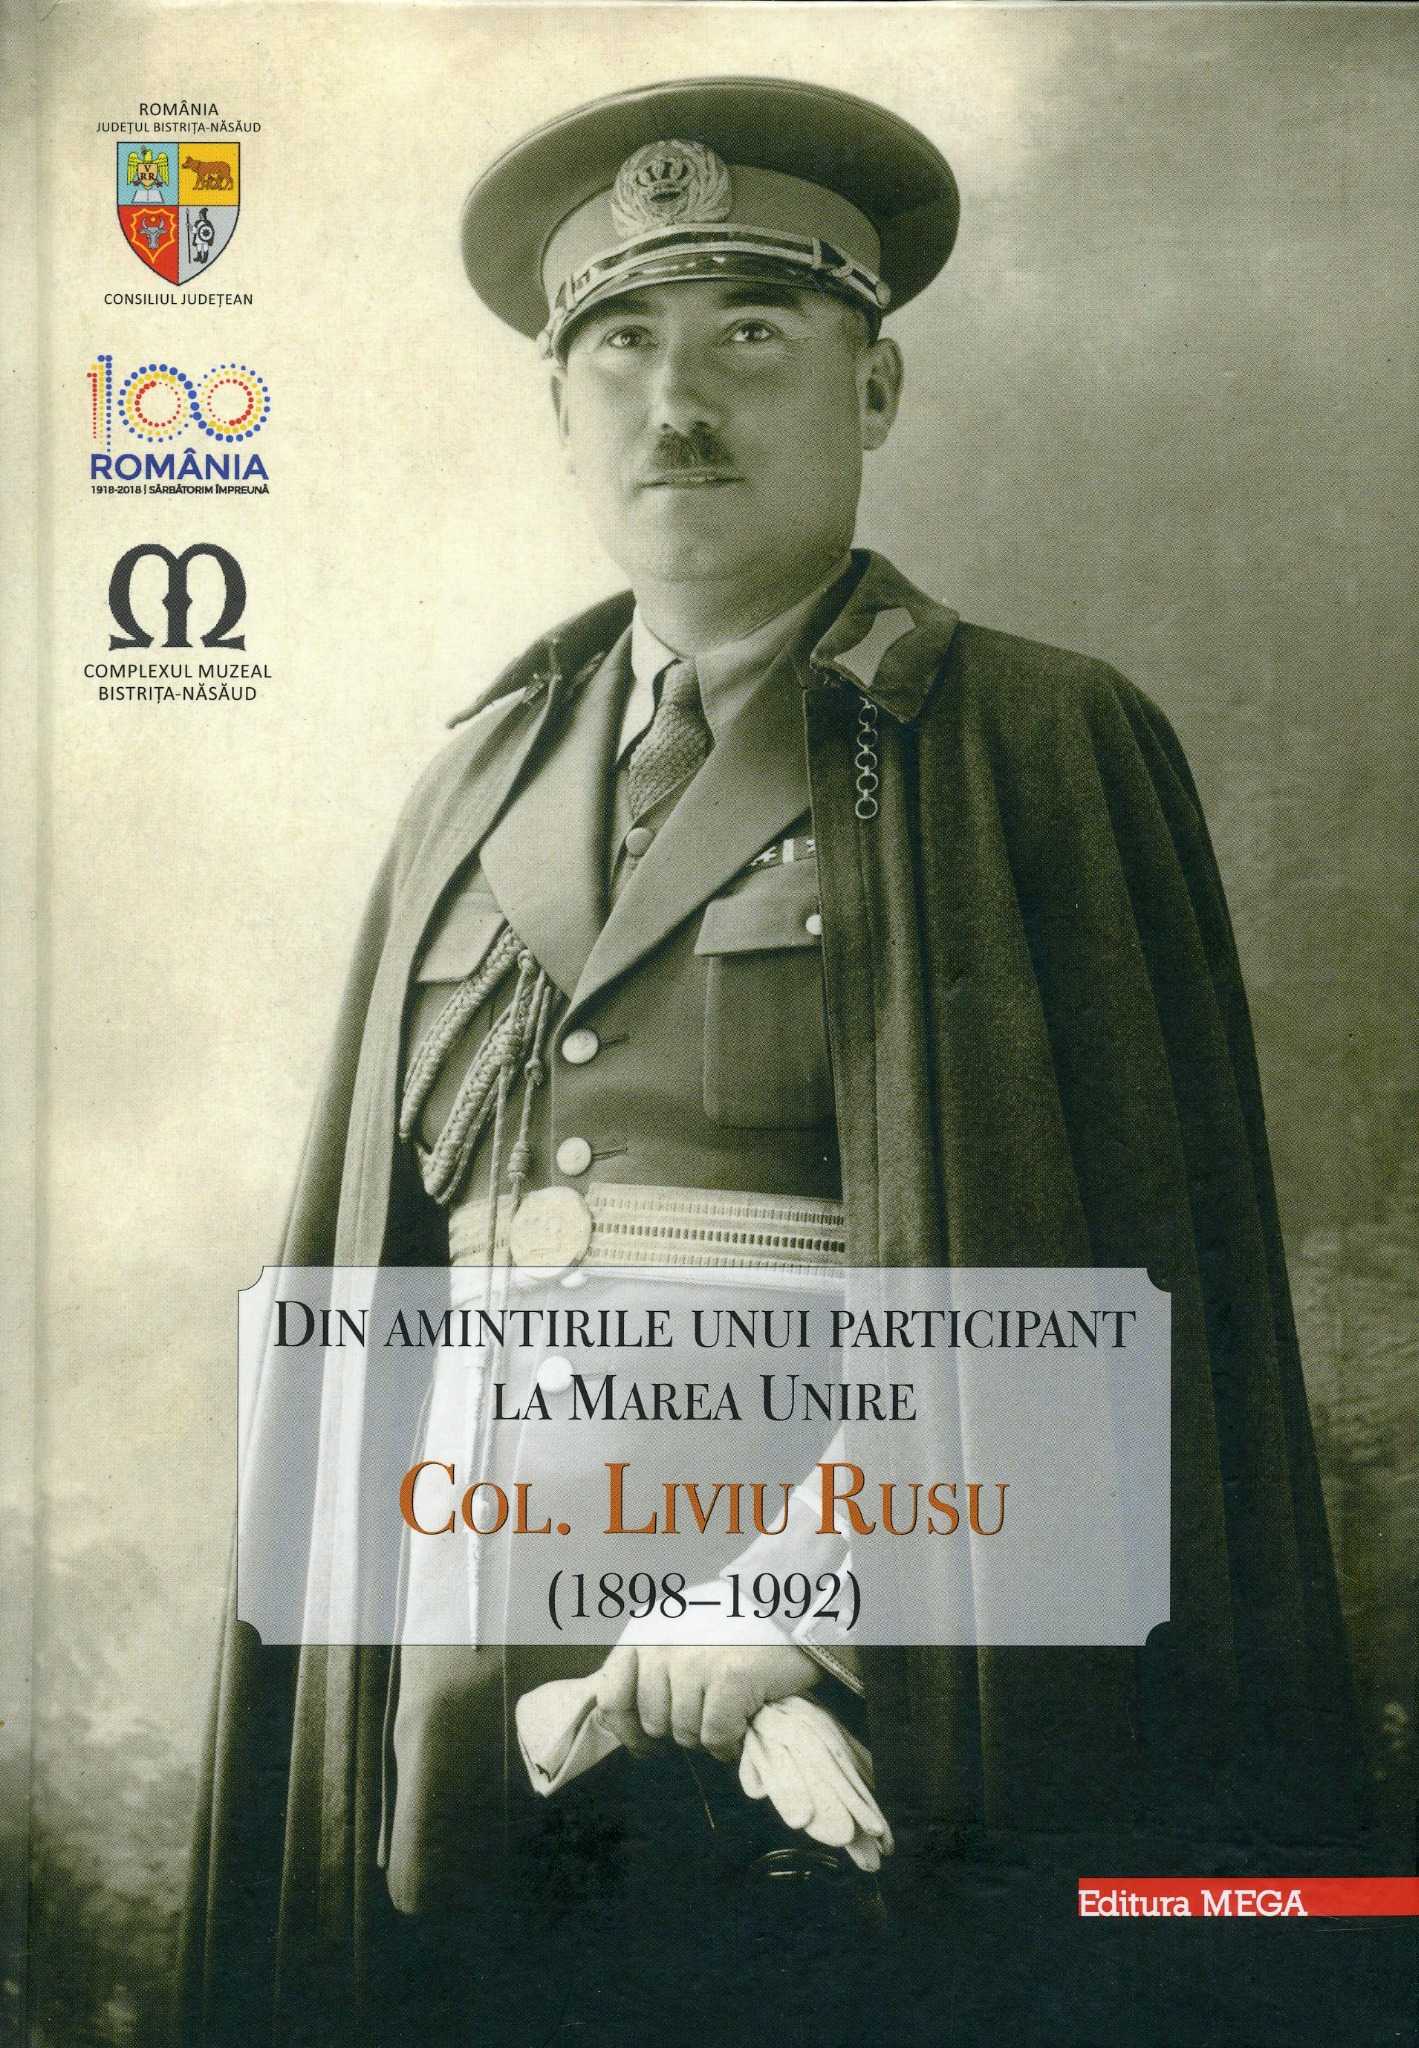 ROMÂNIA
JUDEȚUL BISTRIȚA-NĂSĂUD
V
RR
CONSILIUL JUDEȚEAN
100
ROMÂNIA
1918-2018 | SĂRBĂTORIM ÎMPREUNĂ
M
COMPLEXUL MUZEAL
BISTRIȚA-NĂSĂUD
DIN AMINTIRILE UNUI PARTICIPANT
LA MAREA UNIRE
COL. LIVIU RUSU
(1898–1992)
Editura MEGA